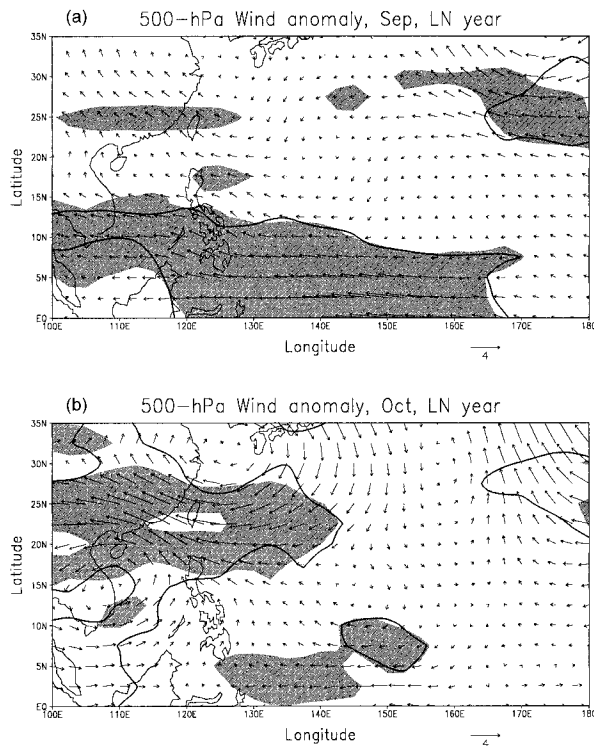 (a) 500-hPa Wind anomaly, Sep, LN year
35N
30N
25N
20N
15N
10N
5N
EQ
Latitude
100E 110E 120E 130E 140E 150E 160E 170E 180
Longitude
4
(b) 500-hPa Wind anomaly, Oct, LN year
35N
30N
25N
20N
15N
10N
5N
EQ
Latitude
100E 110E 120E 130E 140E 150E 160E 170E 180
Longitude
4